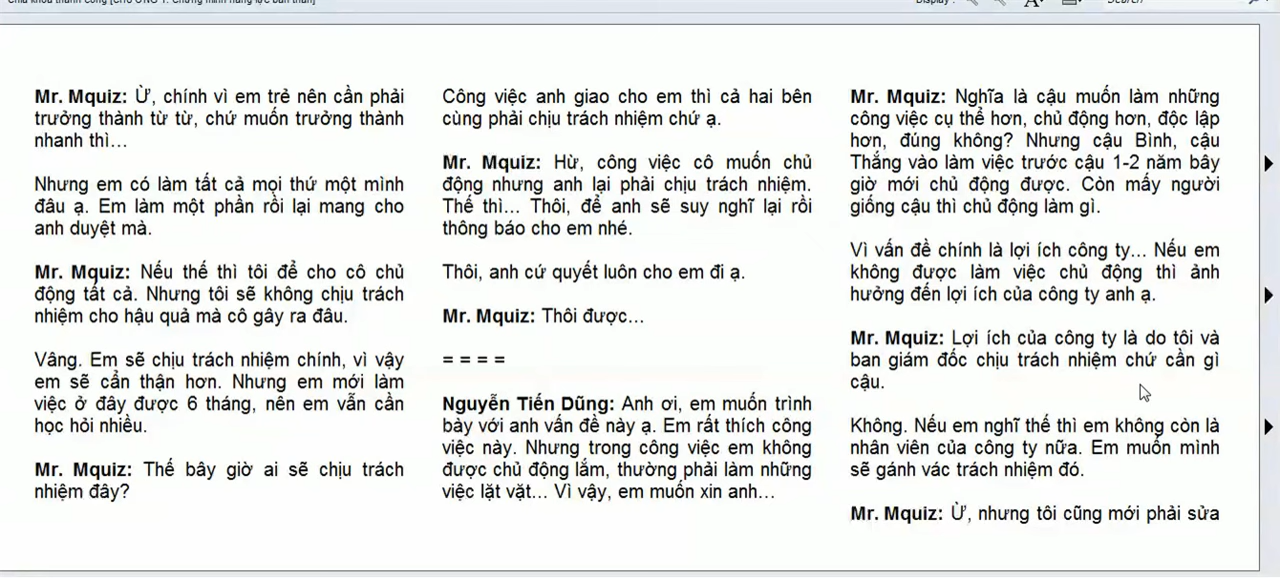 Chìa khóa thành công [CHƯƠNG 1: Chứng minh năng lực bản thân]
Display :
Search
Mr. Mquiz: Ừ, chính vì em trẻ nên cần phải
trưởng thành từ từ, chứ muốn trưởng thành
nhanh thì...
Nhưng em có làm tất cả mọi thứ một mình
đâu ạ. Em làm một phần rồi lại mang cho
anh duyệt mà.
Mr. Mquiz: Nếu thế thì tôi để cho cô chủ
động tất cả. Nhưng tôi sẽ không chịu trách
nhiệm cho hậu quả mà cô gây ra đâu.
Vâng. Em sẽ chịu trách nhiệm chính, vì vậy
em sẽ cẩn thận hơn. Nhưng em mới làm
việc ở đây được 6 tháng, nên em vẫn cần
học hỏi nhiều.
Mr. Mquiz: Thế bây giờ ai sẽ chịu trách
nhiệm đây?
Công việc anh giao cho em thì cả hai bên
cùng phải chịu trách nhiệm chứ ạ.
Mr. Mquiz: Hừ, công việc cô muốn chủ
động nhưng anh lại phải chịu trách nhiệm.
Thế thì... Thôi, để anh sẽ suy nghĩ lại rồi
thông báo cho em nhé.
Thôi, anh cứ quyết luôn cho em đi ạ.
Mr. Mquiz: Thôi được...
= = = =
Nguyễn Tiến Dũng: Anh ơi, em muốn trình
bày với anh vấn đề này ạ. Em rất thích công
việc này. Nhưng trong công việc em không
được chủ động lắm, thường phải làm những
việc lặt vặt... Vì vậy, em muốn xin anh...
Mr. Mquiz: Nghĩa là cậu muốn làm những
công việc cụ thể hơn, chủ động hơn, độc lập
hơn, đúng không? Nhưng cậu Bình, cậu
Thắng vào làm việc trước cậu 1-2 năm bây
giờ mới chủ động được. Còn mấy người
giống cậu thì chủ động làm gì.
Vì vấn đề chính là lợi ích công ty... Nếu em
không được làm việc chủ động thì ảnh
hưởng đến lợi ích của công ty anh ạ.
Mr. Mquiz: Lợi ích của công ty là do tôi và
ban giám đốc chịu trách nhiệm chứ cần gì
cậu.
Không. Nếu em nghĩ thế thì em không còn là
nhân viên của công ty nữa. Em muốn mình
sẽ gánh vác trách nhiệm đó.
Mr. Mquiz: Ừ, nhưng tôi cũng mới phải sửa